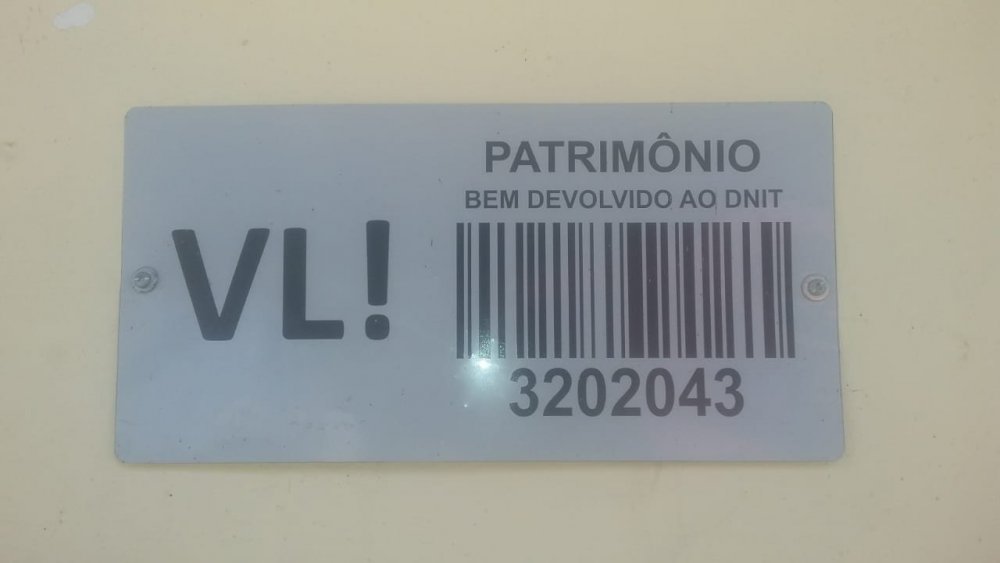 VL!
PATRIMÔNIO
BEM DEVOLVIDO AO DNIT
3202043